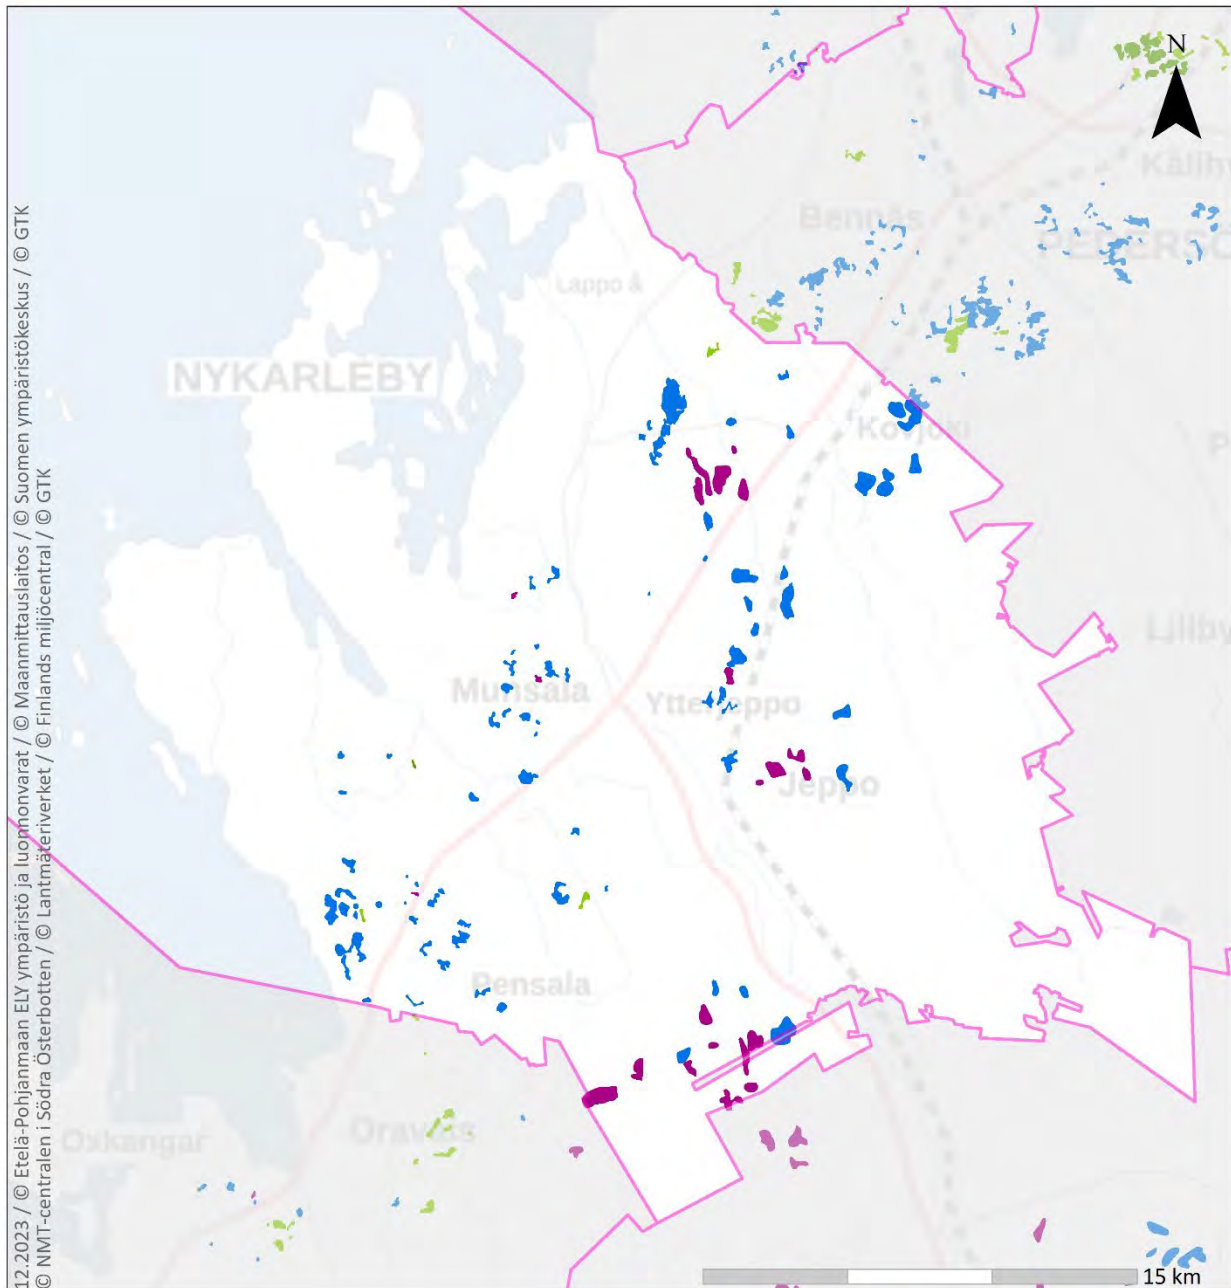 N
Källby
Bennäs
PEDERSÖ
Lappo å
NYKARLEBY
Kovjoki
Lillby
Munsala
Ytterjeppo
Jeppo
Pensala
Oravais
Oxkangar
15 km
12.2023 / © Etelä-Pohjanmaan ELY ympäristö ja luonnonvarat / © Maanmittauslaitos / © Suomen ympäristökeskus / © GTK
© NMT-centralen i Södra Österbotten / © Lantmäteriverket / © Finlands miljöcentral / © GTK